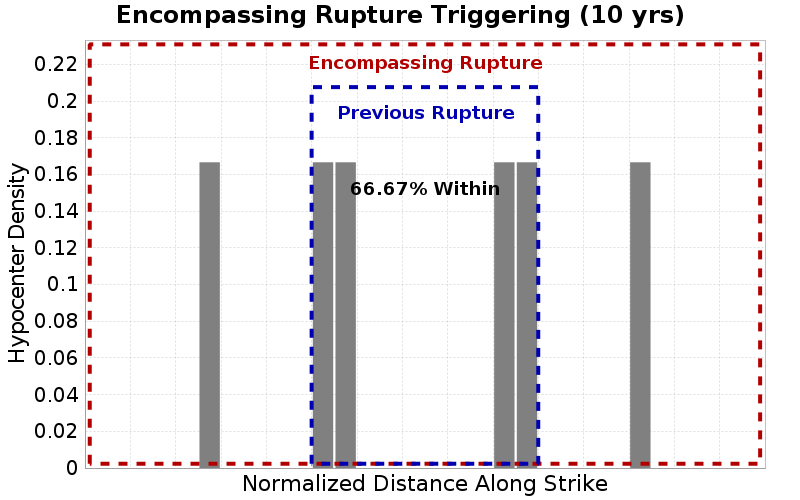 Encompassing Rupture Triggering (10 yrs)
Encompassing Rupture
Previous Rupture
66.67% Within
Hypocenter Density
0.22
0.2
0.18
0.16
0.14
0.12
0.1
0.08
0.06
0.04
0.02
0
Normalized Distance Along Strike